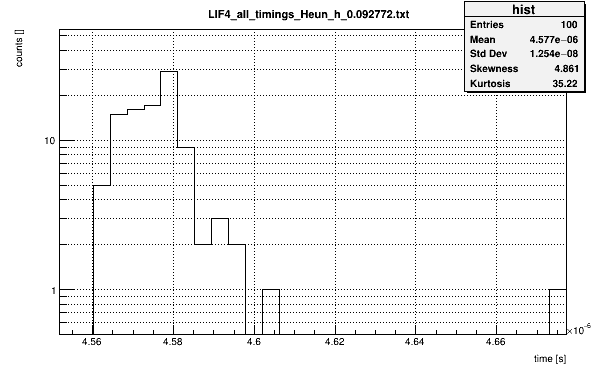 LIF4_all_timings_Heun_h_0.092772.txt
hist
Entries 100
Mean 4.577e−06
Std Dev 1.254e−08
Skewness 4.861
Kurtosis 35.22
counts []
10
1
4.56 4.58 4.6 4.62 4.64 4.66
×10−6
time [s]